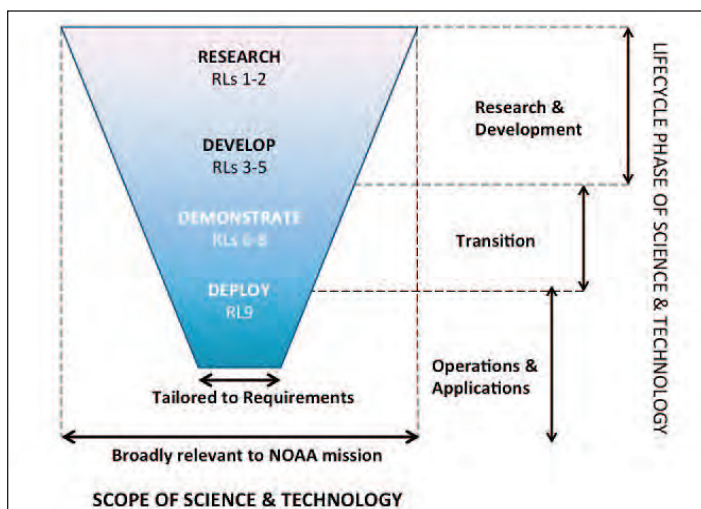 RESEARCH
RLs 1-2
DEVELOP
RLs 3-5
DEMONSTRATE
RLs 6-8
DEPLOY
RL9
Tailored to Requirements
Broadly relevant to NOAA mission
SCOPE OF SCIENCE & TECHNOLOGY
Research &
Development
Transition
Operations &
Applications
LIFECYCLE PHASE OF SCIENCE & TECHNOLOGY